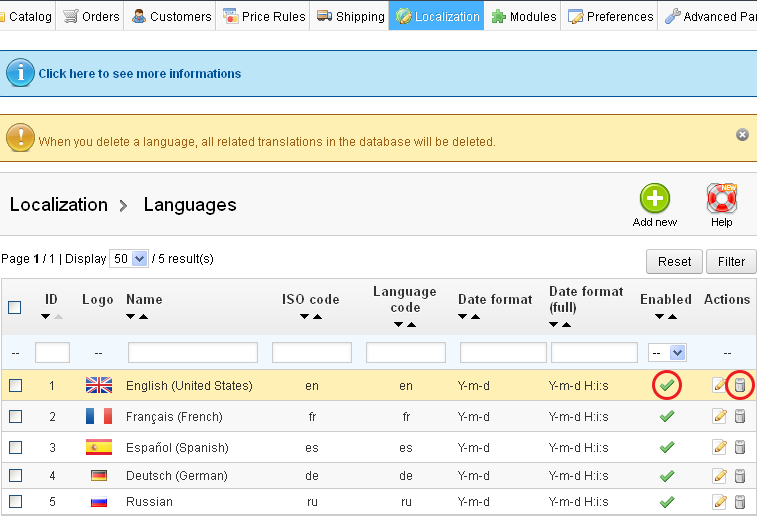 Catalog Orders Customers Price Rules Shipping Localization Modules Preferences Advanced Par
Click here to see more informations
When you delete a language, all related translations in the database will be deleted.
Localization > Languages
Add new
NEW
Help
Page 1 / 1 | Display 50 / 5 result(s)
Reset Filter
ID Logo Name ISO code Language code Date format Date format (full) Enabled Actions
-- -- -- --
1 English (United States) en en Y-m-d Y-m-d H:i:s
2 Français (French) fr fr Y-m-d Y-m-d H:i:s
3 Español (Spanish) es es Y-m-d Y-m-d H:i:s
4 Deutsch (German) de de Y-m-d Y-m-d H:i:s
5 Russian ru ru Y-m-d Y-m-d H:i:s